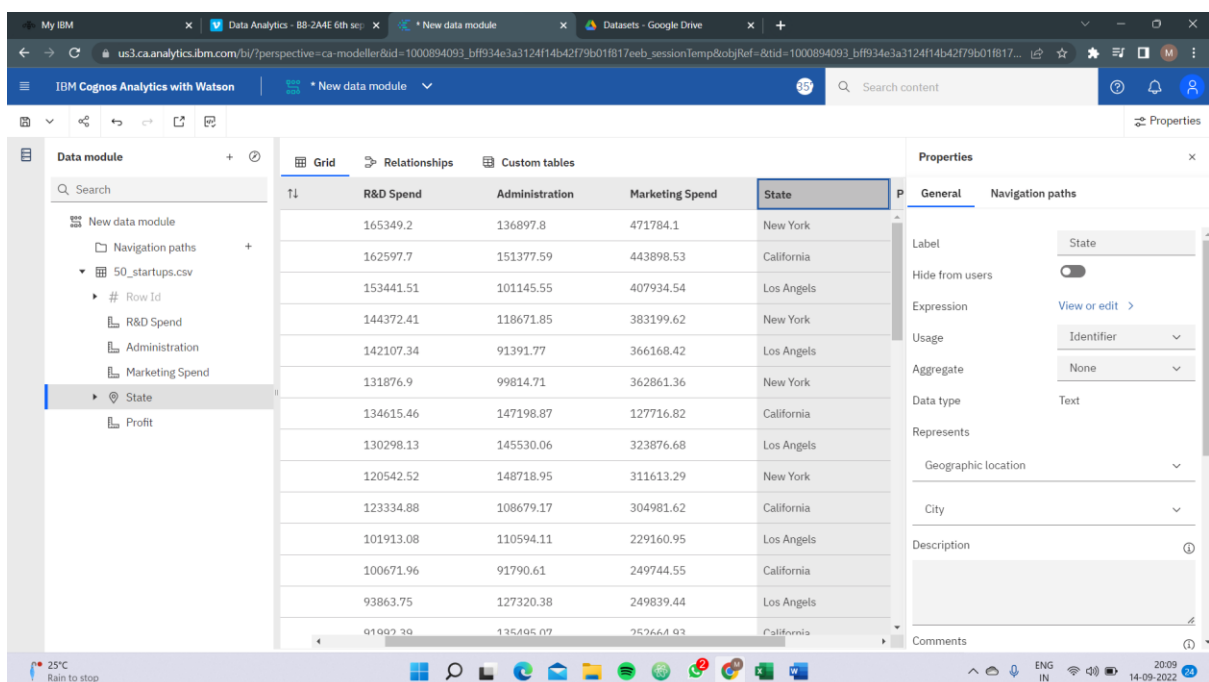 My IBM
Data Analytics - B8-2A4E 6th sep
* New data module
Datasets - Google Drive
us3.ca.analytics.ibm.com/bi/?perspective=ca-modeller&id=1000894093_bff934e3a3124f14b42f79b01f817eeb_sessionTemp&objRef=&tid=1000894093_bff934e3a3124f14b42f79b01f817...
M
IBM Cognos Analytics with Watson
* New data module
Search content
Properties
Data module
Search
New data module
Navigation paths
50_startups.csv
# Row Id
R&D Spend
Administration
Marketing Spend
State
Profit
Grid Relationships Custom tables
R&D Spend Administration Marketing Spend State P
165349.2 136897.8 471784.1 New York
162597.7 151377.59 443898.53 California
153441.51 101145.55 407934.54 Los Angels
144372.41 118671.85 383199.62 New York
142107.34 91391.77 366168.42 Los Angels
131876.9 99814.71 362861.36 New York
134615.46 147198.87 127716.82 California
130298.13 145530.06 323876.68 Los Angels
120542.52 148718.95 311613.29 New York
123334.88 108679.17 304981.62 California
101913.08 110594.11 229160.95 Los Angels
100671.96 91790.61 249744.55 California
93863.75 127320.38 249839.44 Los Angels
91992.39 135495.07 252664.93 California
Properties
General Navigation paths
Label State
Hide from users
Expression View or edit
Usage Identifier
Aggregate None
Data type Text
Represents
Geographic location
City
Description
Comments
25°C
Rain to stop
2
ENG
IN
20:09
14-09-2022
24